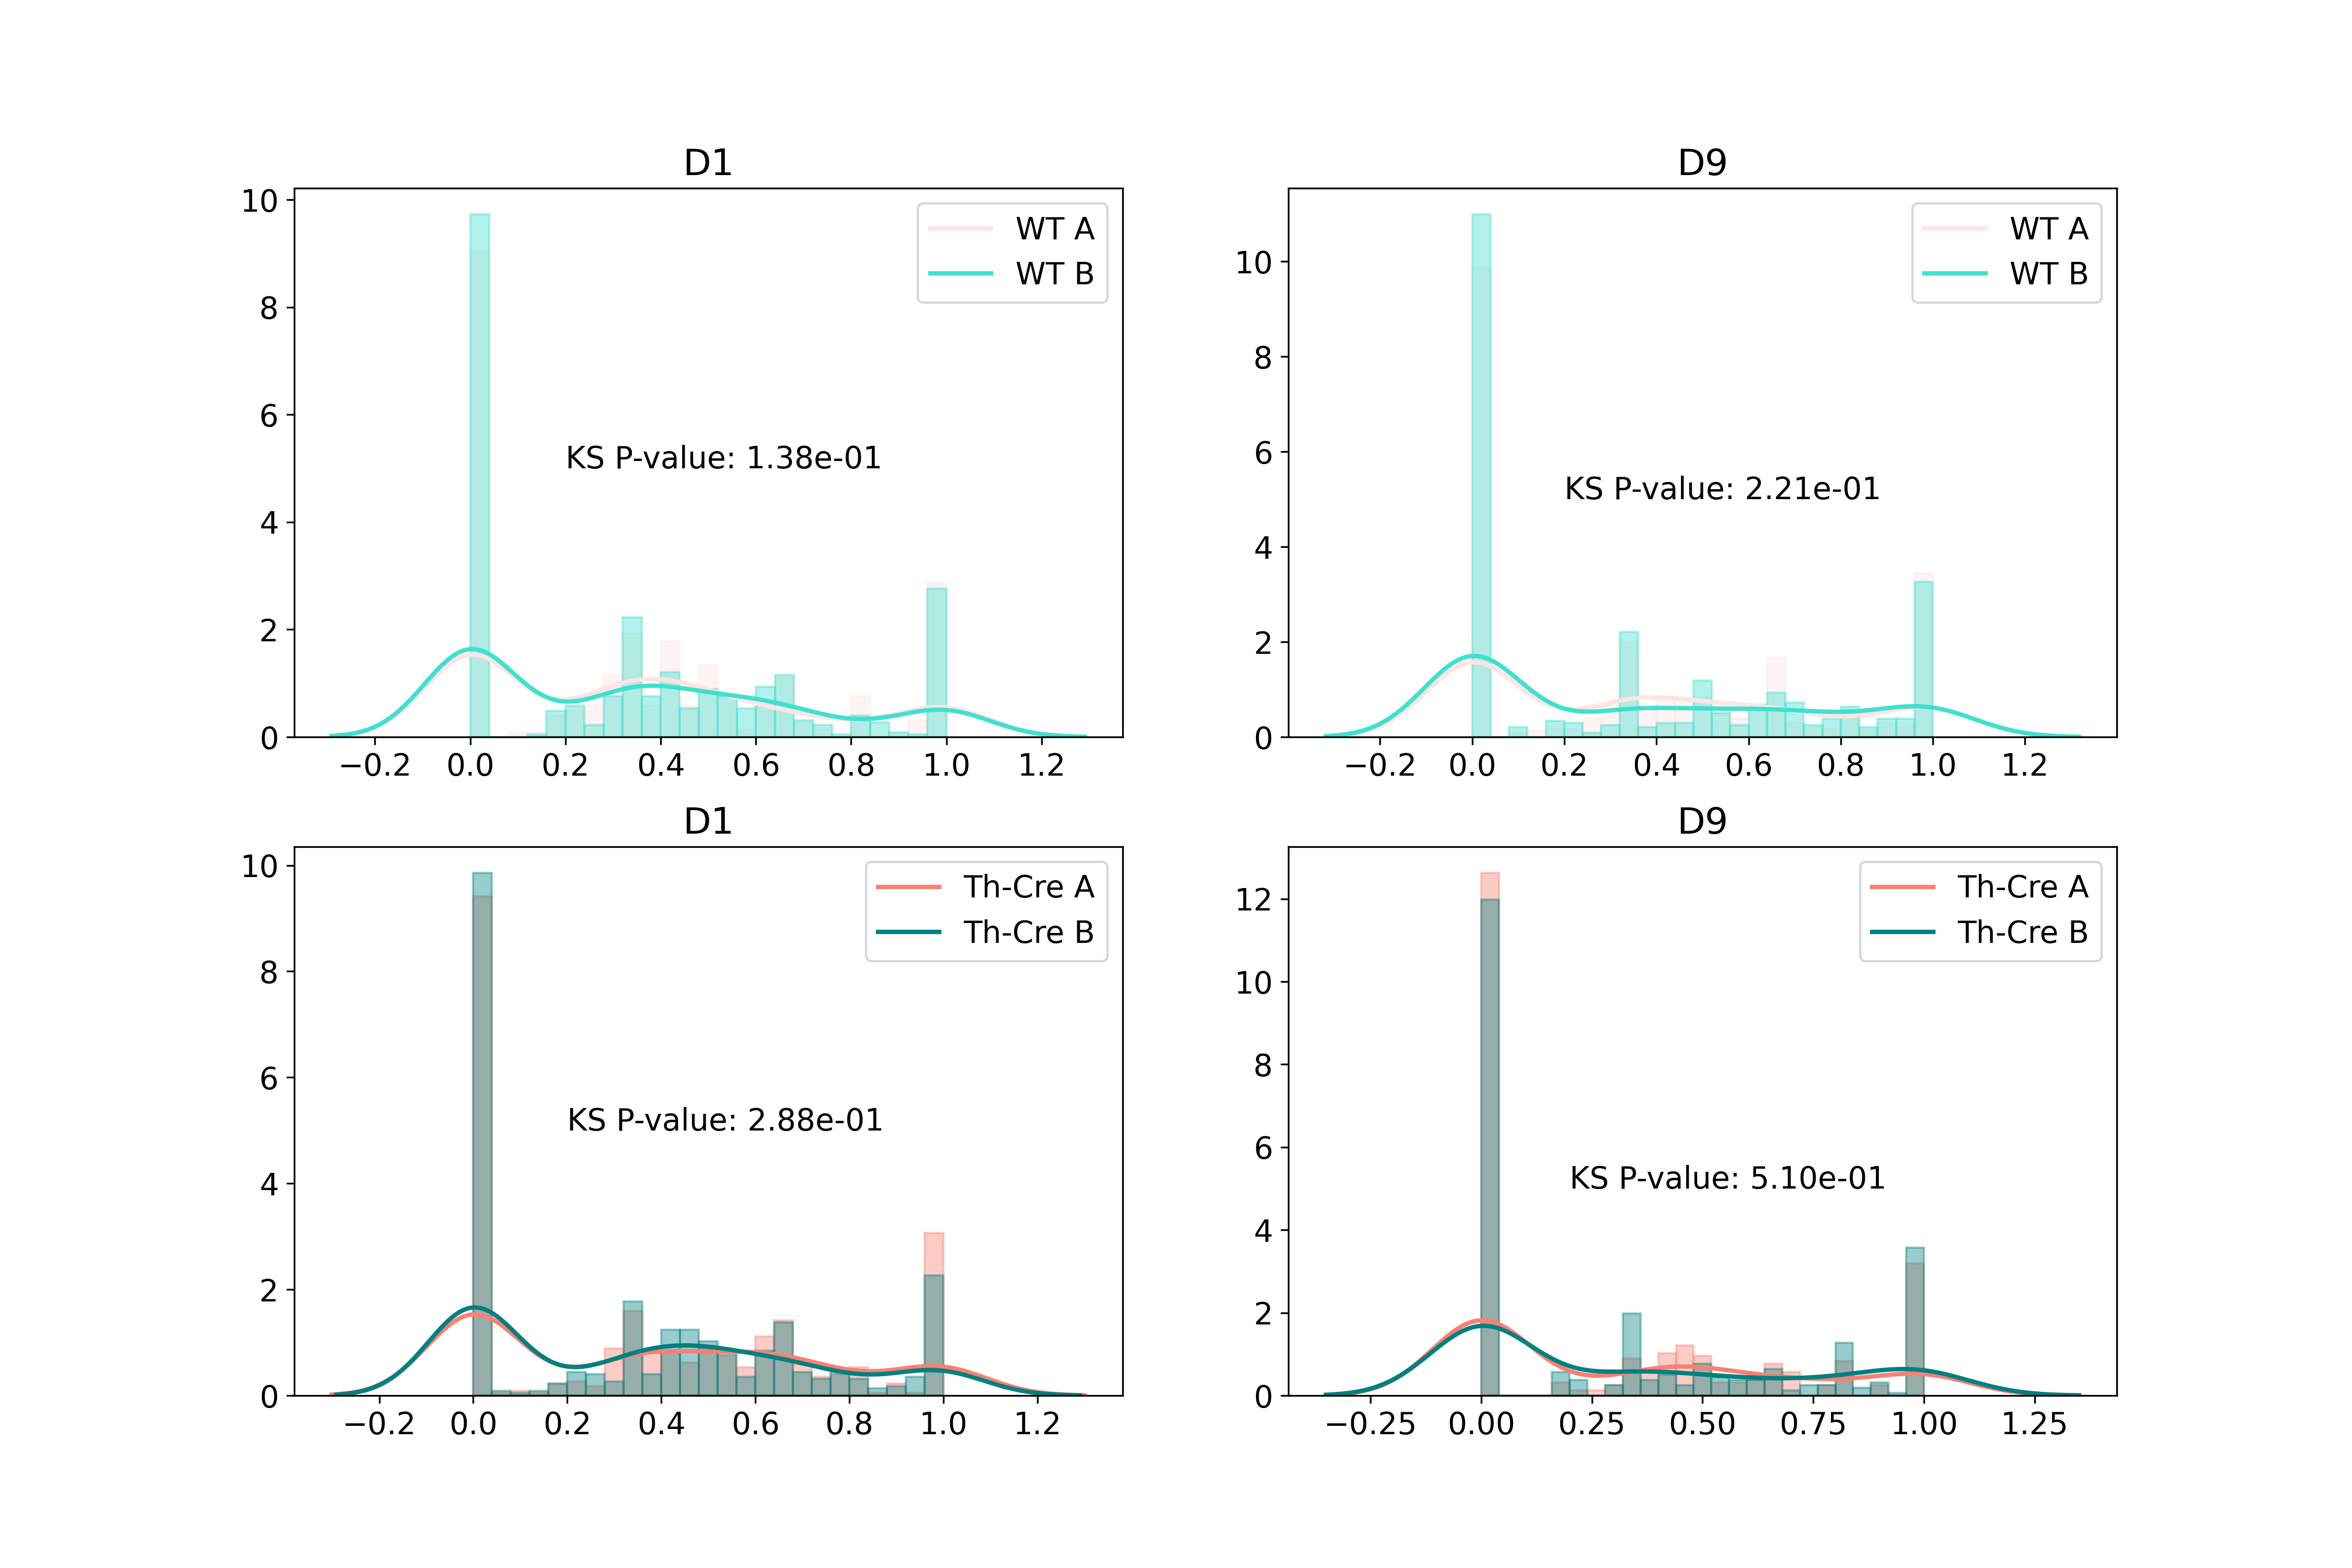 D1
10
8
6
4
2
0
WT A
WT B
KS P-value: 1.38e-01
−0.2 0.0 0.2 0.4 0.6 0.8 1.0 1.2
D9
10
8
6
4
2
0
WT A
WT B
KS P-value: 2.21e-01
−0.2 0.0 0.2 0.4 0.6 0.8 1.0 1.2
D1
10
8
6
4
2
0
Th-Cre A
Th-Cre B
KS P-value: 2.88e-01
−0.2 0.0 0.2 0.4 0.6 0.8 1.0 1.2
D9
12
10
8
6
4
2
0
Th-Cre A
Th-Cre B
KS P-value: 5.10e-01
−0.25 0.00 0.25 0.50 0.75 1.00 1.25